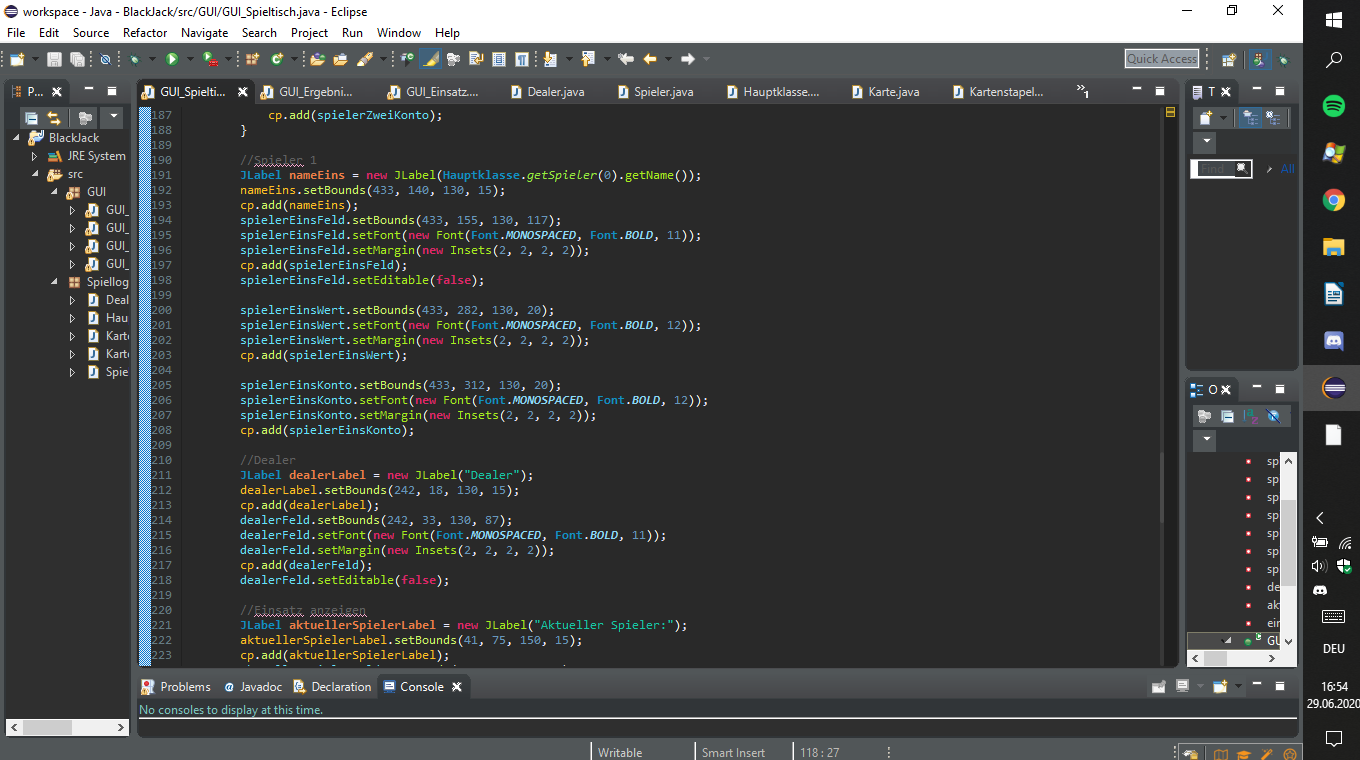 workspace - Java - BlackJack/src/GUI/GUI_Spieltisch.java - Eclipse
File Edit Source Refactor Navigate Search Project Run Window Help
Quick Access
P...
GUI_Spielti...
GUI_Ergebni...
GUI_Einsatz....
Dealer.java
Spieler.java
Hauptklasse....
Karte.java
Kartenstapel...
»1
T
BlackJack
JRE System
src
GUI
GUI_
GUI_
GUI_
GUI_
Spiellog
Deal
Hau
Kart
Kart
Spie
187 cp.add(spielerZweiKonto);
188 }
189
190 //Spieler 1
191 JLabel nameEins = new JLabel(Hauptklasse.getSpieler(0).getName());
192 nameEins.setBounds(433, 140, 130, 15);
193 cp.add(nameEins);
194 spielerEinsFeld.setBounds(433, 155, 130, 117);
195 spielerEinsFeld.setFont(new Font(Font.MONOSPACED, Font.BOLD, 11));
196 spielerEinsFeld.setMargin(new Insets(2, 2, 2, 2));
197 cp.add(spielerEinsFeld);
198 spielerEinsFeld.setEditable(false);
199
200 spielerEinsWert.setBounds(433, 282, 130, 20);
201 spielerEinsWert.setFont(new Font(Font.MONOSPACED, Font.BOLD, 12));
202 spielerEinsWert.setMargin(new Insets(2, 2, 2, 2));
203 cp.add(spielerEinsWert);
204
205 spielerEinsKonto.setBounds(433, 312, 130, 20);
206 spielerEinsKonto.setFont(new Font(Font.MONOSPACED, Font.BOLD, 12));
207 spielerEinsKonto.setMargin(new Insets(2, 2, 2, 2));
208 cp.add(spielerEinsKonto);
209
210 //Dealer
211 JLabel dealerLabel = new JLabel("Dealer");
212 dealerLabel.setBounds(242, 18, 130, 15);
213 cp.add(dealerLabel);
214 dealerFeld.setBounds(242, 33, 130, 87);
215 dealerFeld.setFont(new Font(Font.MONOSPACED, Font.BOLD, 11));
216 dealerFeld.setMargin(new Insets(2, 2, 2, 2));
217 cp.add(dealerFeld);
218 dealerFeld.setEditable(false);
219
220 //Einsatz anzeigen
221 JLabel aktuellerSpielerLabel = new JLabel("Aktueller Spieler:");
222 aktuellerSpielerLabel.setBounds(41, 75, 150, 15);
223 cp.add(aktuellerSpielerLabel);
Find
All
O
sp
sp
sp
sp
sp
sp
sp
de
ak
ein
GU
Problems
Javadoc
Declaration
Console
No consoles to display at this time.
Writable
Smart Insert
118 : 27
DEU
16:54
29.06.2020